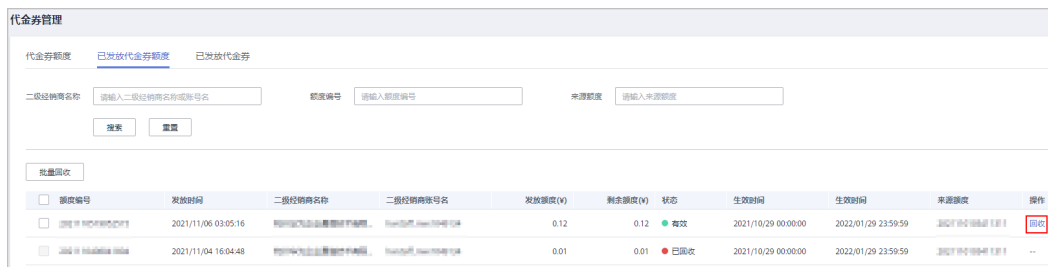 代金券管理
代金券额度 已发放代金券额度 已发放代金券
二级经销商名称 请输入二级经销商名称或账号名 额度编号 请输入额度编号 来源额度 请输入来源额度
搜索 重置
批量回收
额度编号 发放时间 二级经销商名称 二级经销商账号名 发放额度(¥) 剩余额度(¥) 状态 生效时间 生效时间 来源额度 操作
2021/11/06 03:05:16 0.12 0.12 有效 2021/10/29 00:00:00 2022/01/29 23:59:59 回收
2021/11/04 16:04:48 0.01 0.01 已回收 2021/10/29 00:00:00 2022/01/29 23:59:59 --